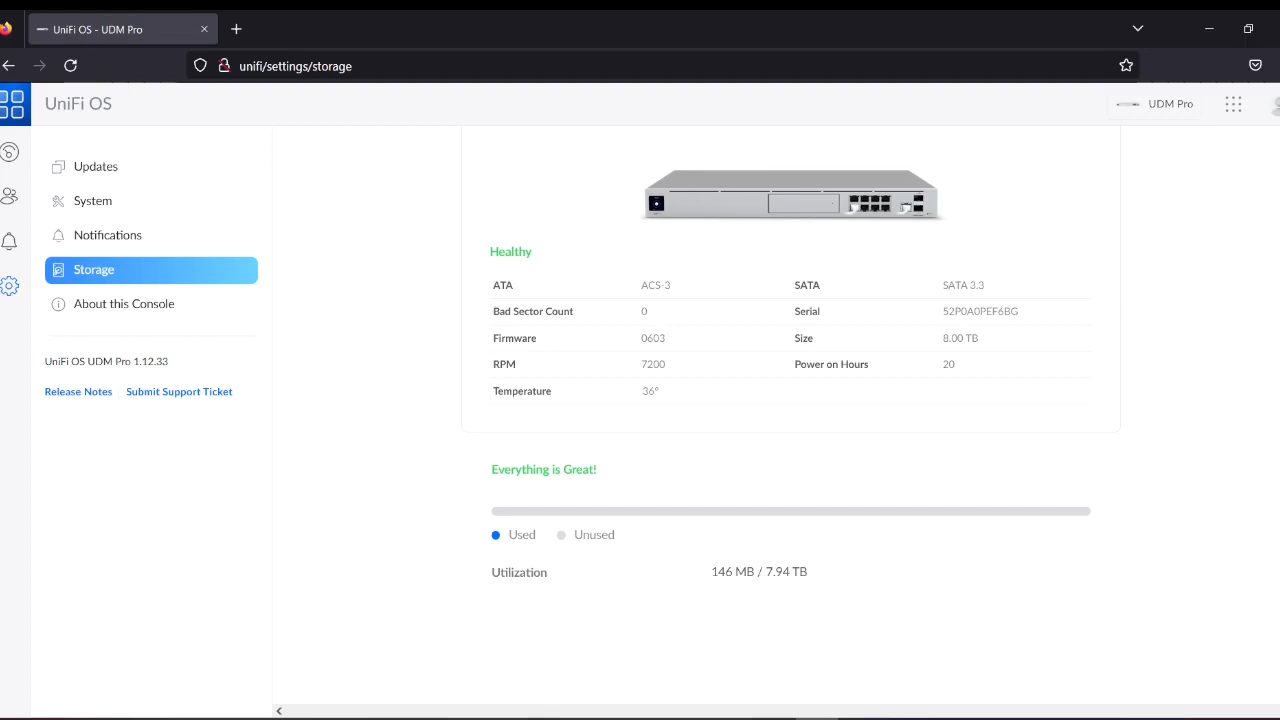 UniFi OS - UDM Pro
unifi/settings/storage
UniFi OS
UDM Pro
Updates
System
Notifications
Storage
About this Console
UniFi OS UDM Pro 1.12.33
Release Notes Submit Support Ticket
Healthy
ATA ACS-3 SATA SATA 3.3
Bad Sector Count 0 Serial 52P0A0PEF6BG
Firmware 0603 Size 8.00 TB
RPM 7200 Power on Hours 20
Temperature 36°
Everything is Great!
Used Unused
Utilization 146 MB / 7.94 TB